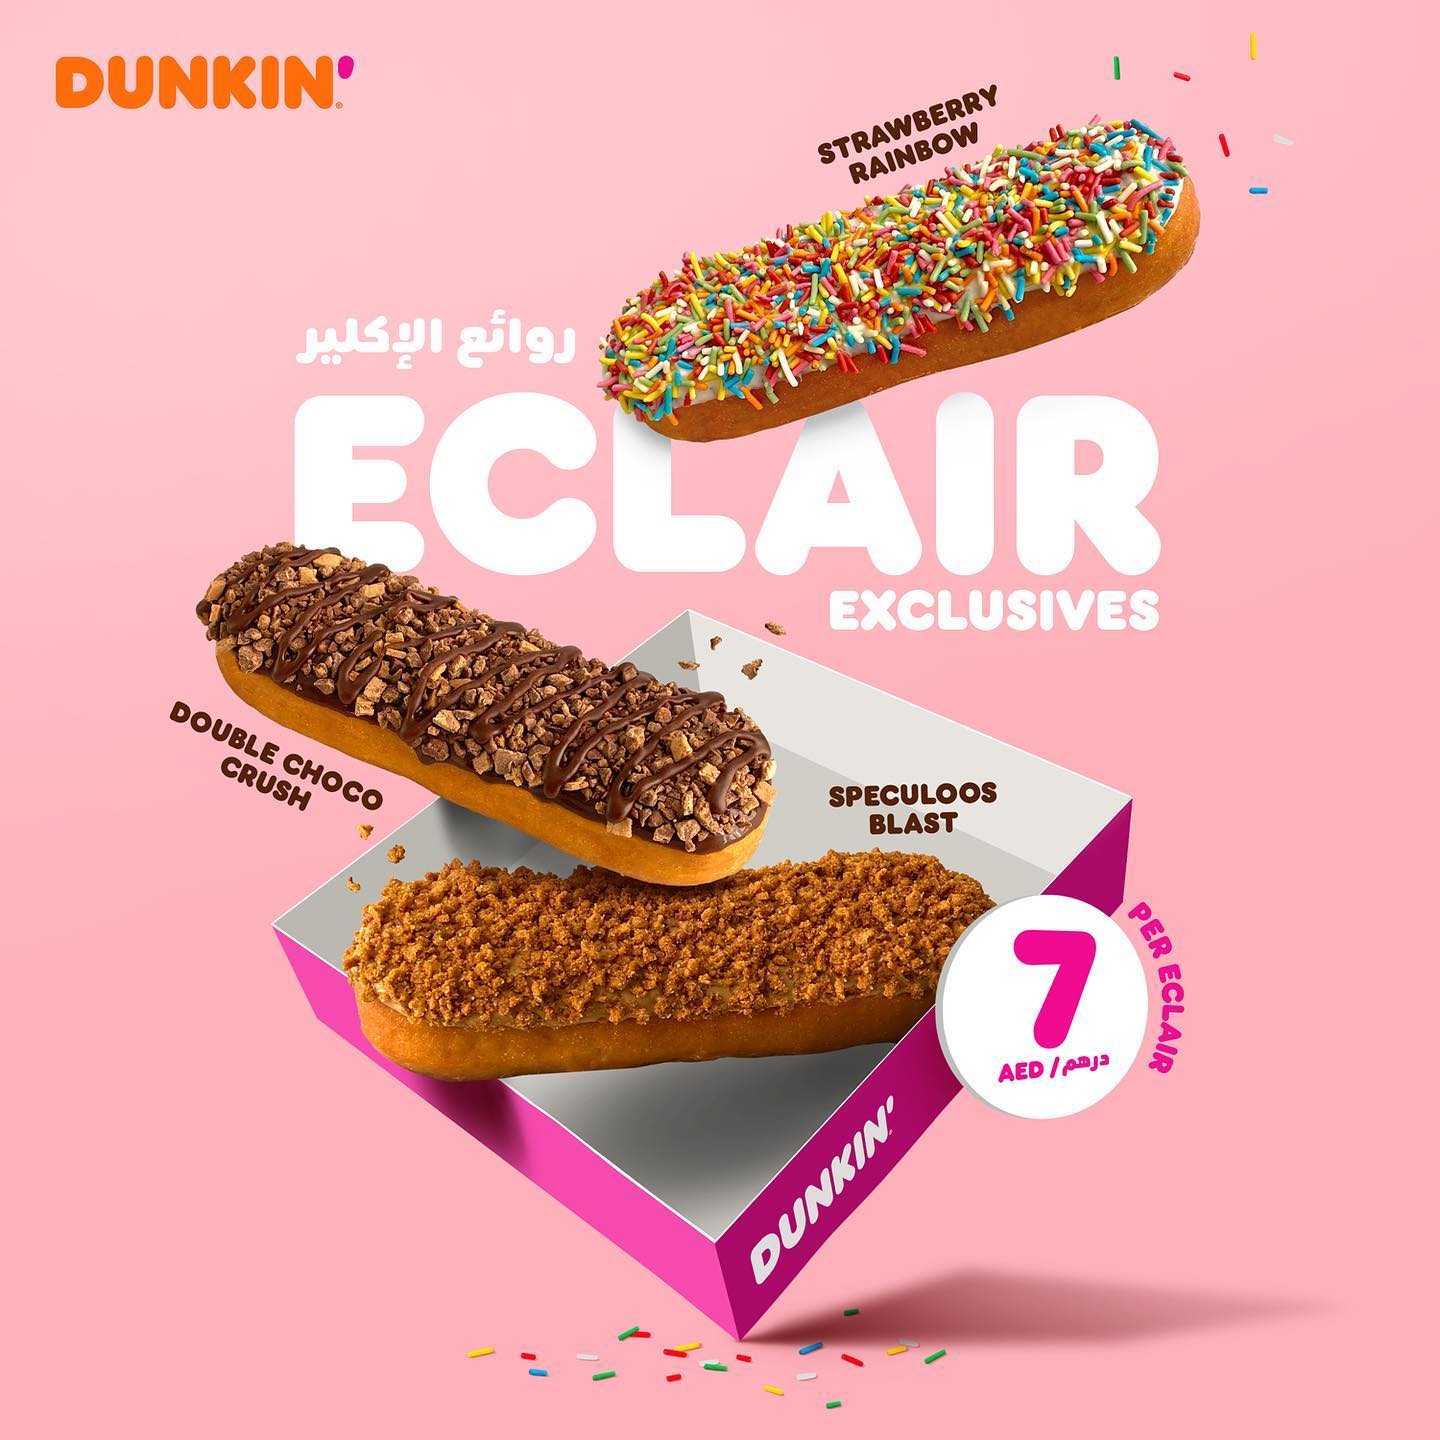 DUNKIN'
STRAWBERRY
RAINBOW
روائع الإكلير
ECLAIR
EXCLUSIVES
DOUBLE CHOCO
CRUSH
SPECULOOS
BLAST
7
AED / درهم
PER ECLAIR
DUNKIN'